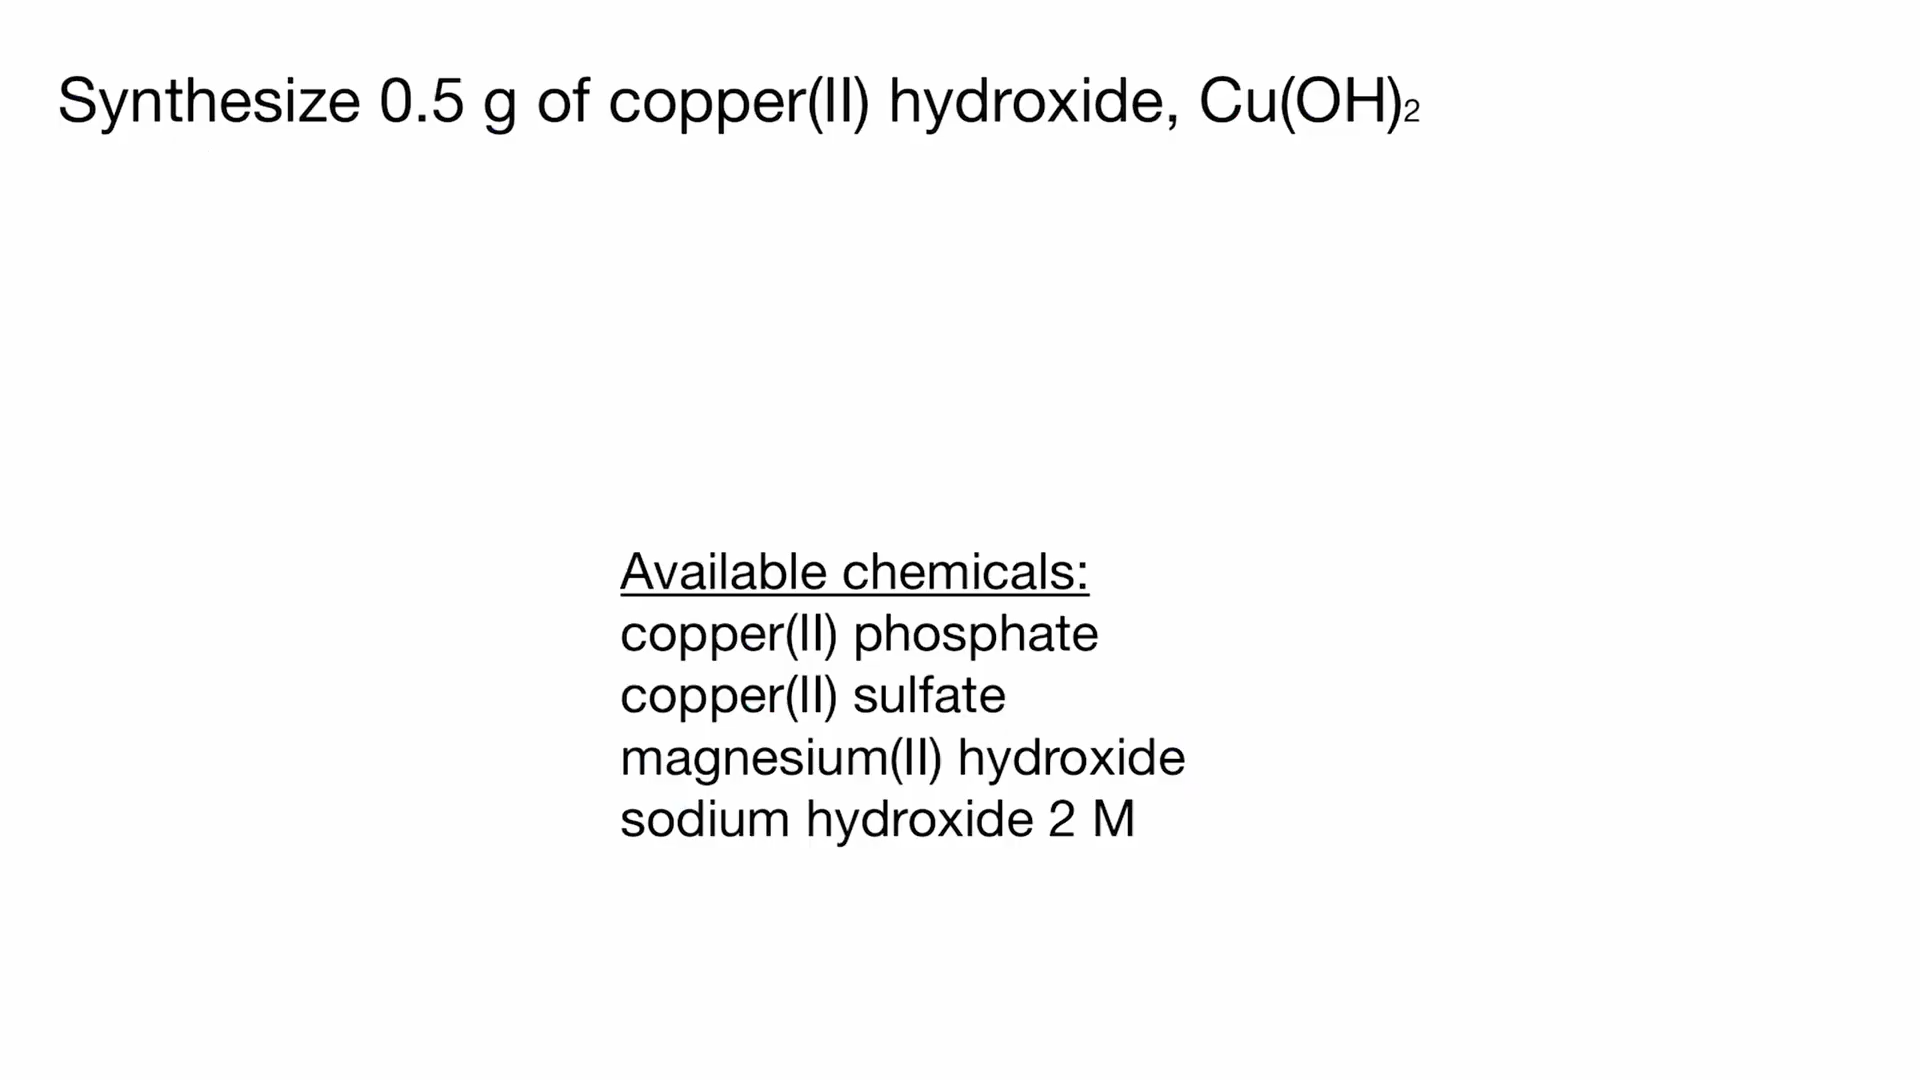 Synthesize 0.5 g of copper(II) hydroxide, Cu(OH)₂
Available chemicals:
copper(II) phosphate
copper(II) sulfate
magnesium(II) hydroxide
sodium hydroxide 2 M